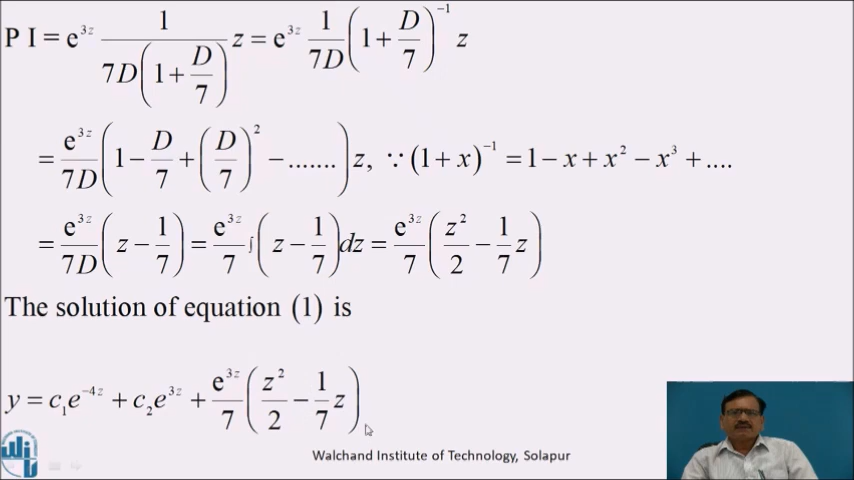 P I = e^{3z} \frac{1}{7D\left(1+\frac{D}{7}\right)} z = e^{3z} \frac{1}{7D}\left(1+\frac{D}{7}\right)^{-1} z
= \frac{e^{3z}}{7D}\left(1-\frac{D}{7}+\left(\frac{D}{7}\right)^{2}-.......\right) z, ∵ (1+x)^{-1} = 1-x+x^{2}-x^{3}+....
= \frac{e^{3z}}{7D}\left(z-\frac{1}{7}\right) = \frac{e^{3z}}{7}∫\left(z-\frac{1}{7}\right)dz = \frac{e^{3z}}{7}\left(\frac{z^{2}}{2}-\frac{1}{7}z\right)
The solution of equation (1) is
y = c_{1}e^{-4z} + c_{2}e^{3z} + \frac{e^{3z}}{7}\left(\frac{z^{2}}{2}-\frac{1}{7}z\right)
Walchand Institute of Technology, Solapur